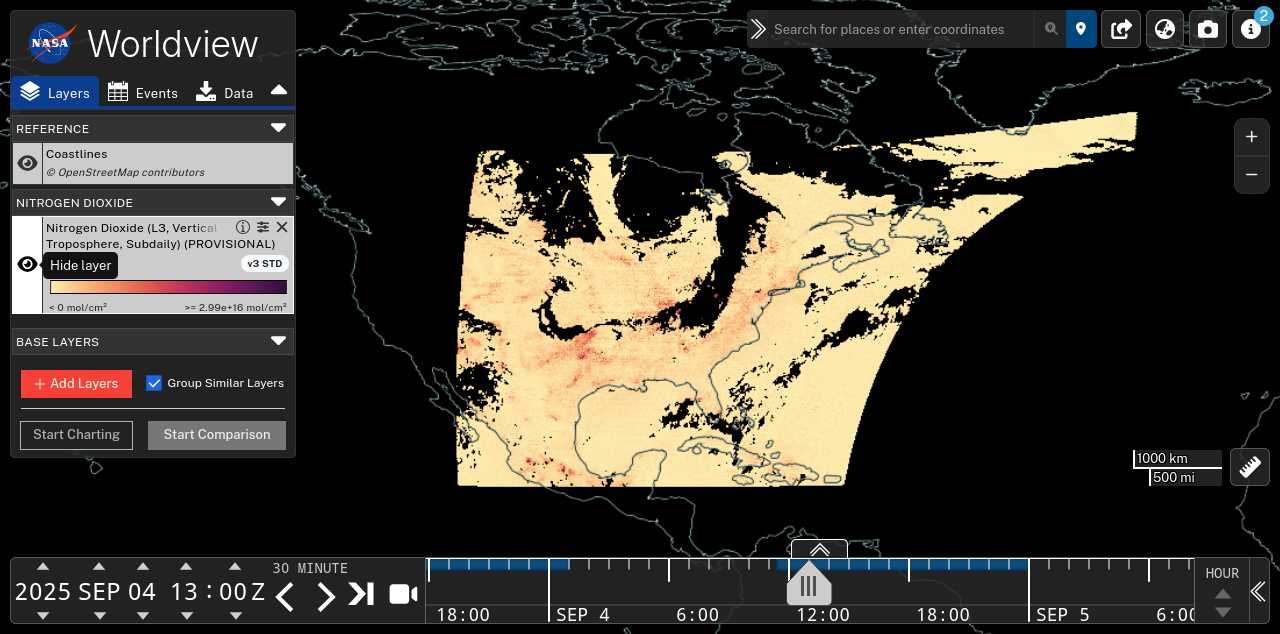 NASA
Worldview
Layers
Events
Data
REFERENCE
Coastlines
© OpenStreetMap contributors
NITROGEN DIOXIDE
Nitrogen Dioxide (L3, Vertical
Troposphere, Subdaily) (PROVISIONAL)
Hide layer
v3 STD
< 0 mol/cm²
>= 2.99e+16 mol/cm²
BASE LAYERS
+ Add Layers
Group Similar Layers
Start Charting
Start Comparison
Search for places or enter coordinates
2
1000 km
500 mi
2025 SEP 04 13 : 00 Z
30 MINUTE
18:00
SEP 4
6:00
12:00
18:00
SEP 5
6:00
HOUR